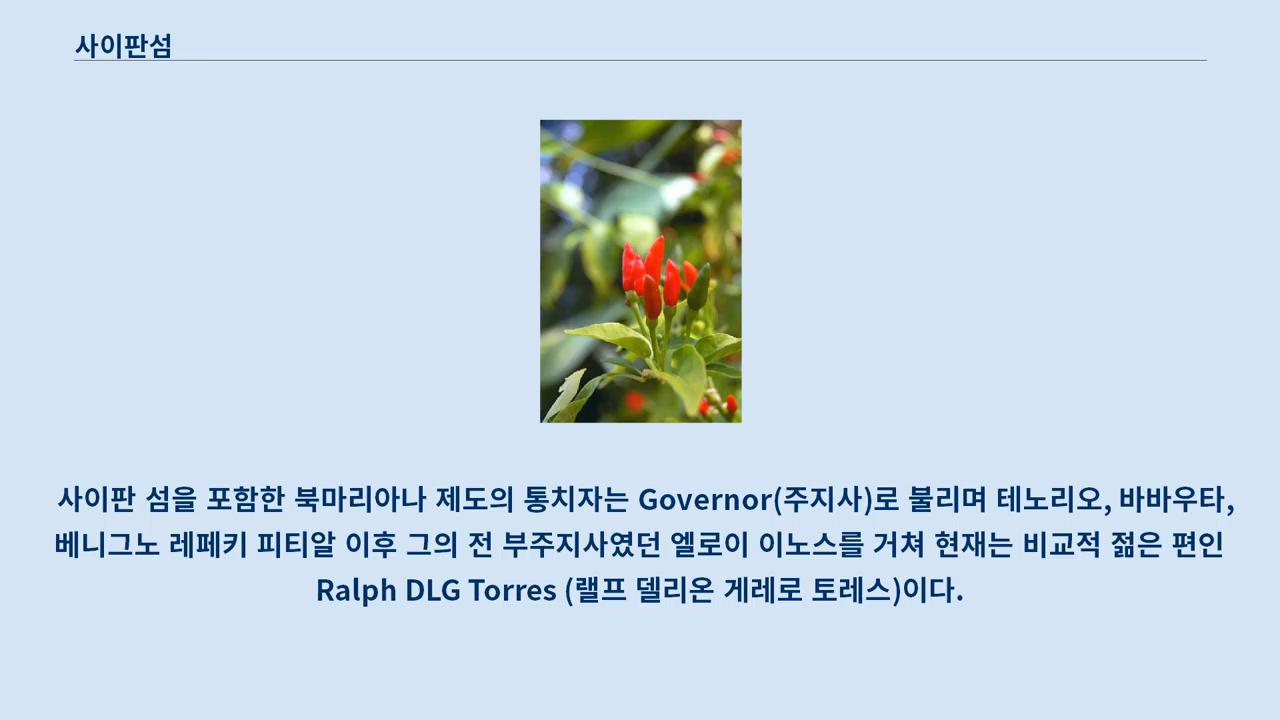 사이판섬
사이판 섬을 포함한 북마리아나 제도의 통치자는 Governor(주지사)로 불리며 테노리오, 바바우타,
베니그노 레페키 피티알 이후 그의 전 부주지사였던 엘로이 이노스를 거쳐 현재는 비교적 젊은 편인
Ralph DLG Torres (랠프 델리온 게레로 토레스)이다.